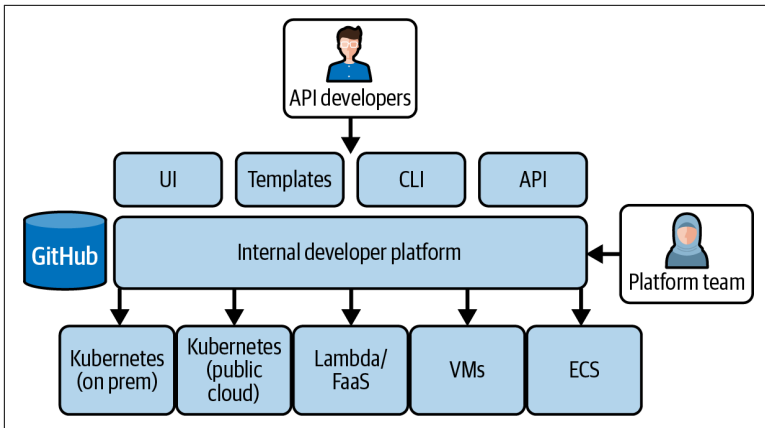 API developers
UI
Templates
CLI
API
GitHub
Internal developer platform
Platform team
Kubernetes
(on prem)
Kubernetes
(public
cloud)
Lambda/
FaaS
VMs
ECS